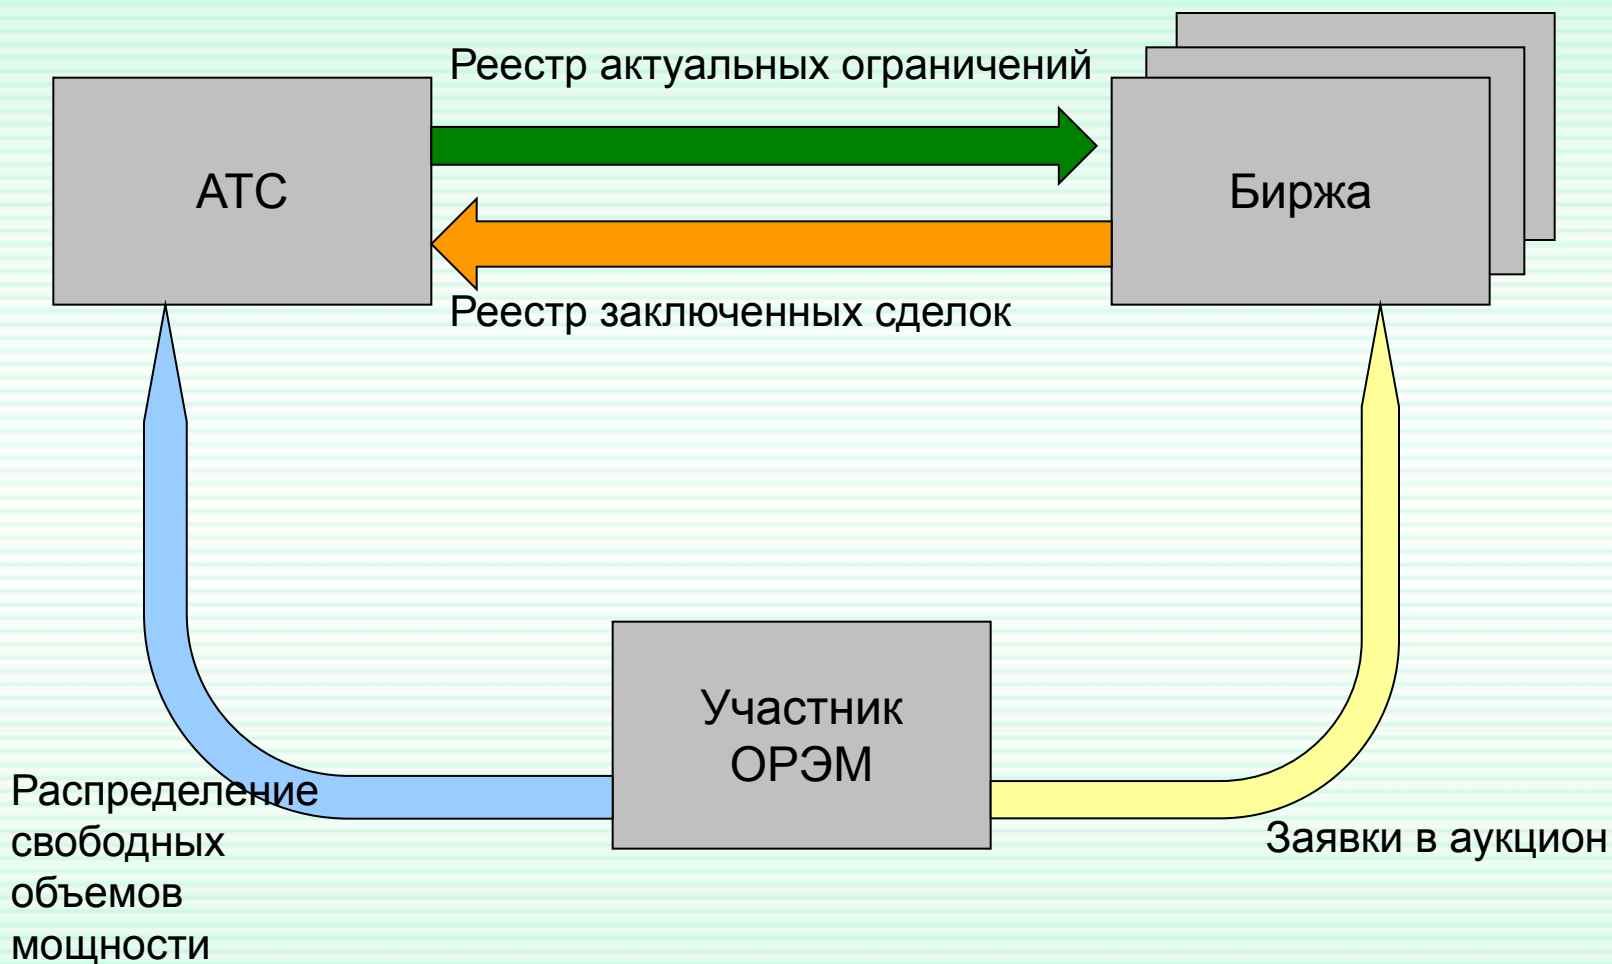 Реестр актуальных ограничений
АТС
Биржа
Реестр заключенных сделок
Участник
ОРЭМ
Распределение
свободных
объемов
мощности
Заявки в аукцион